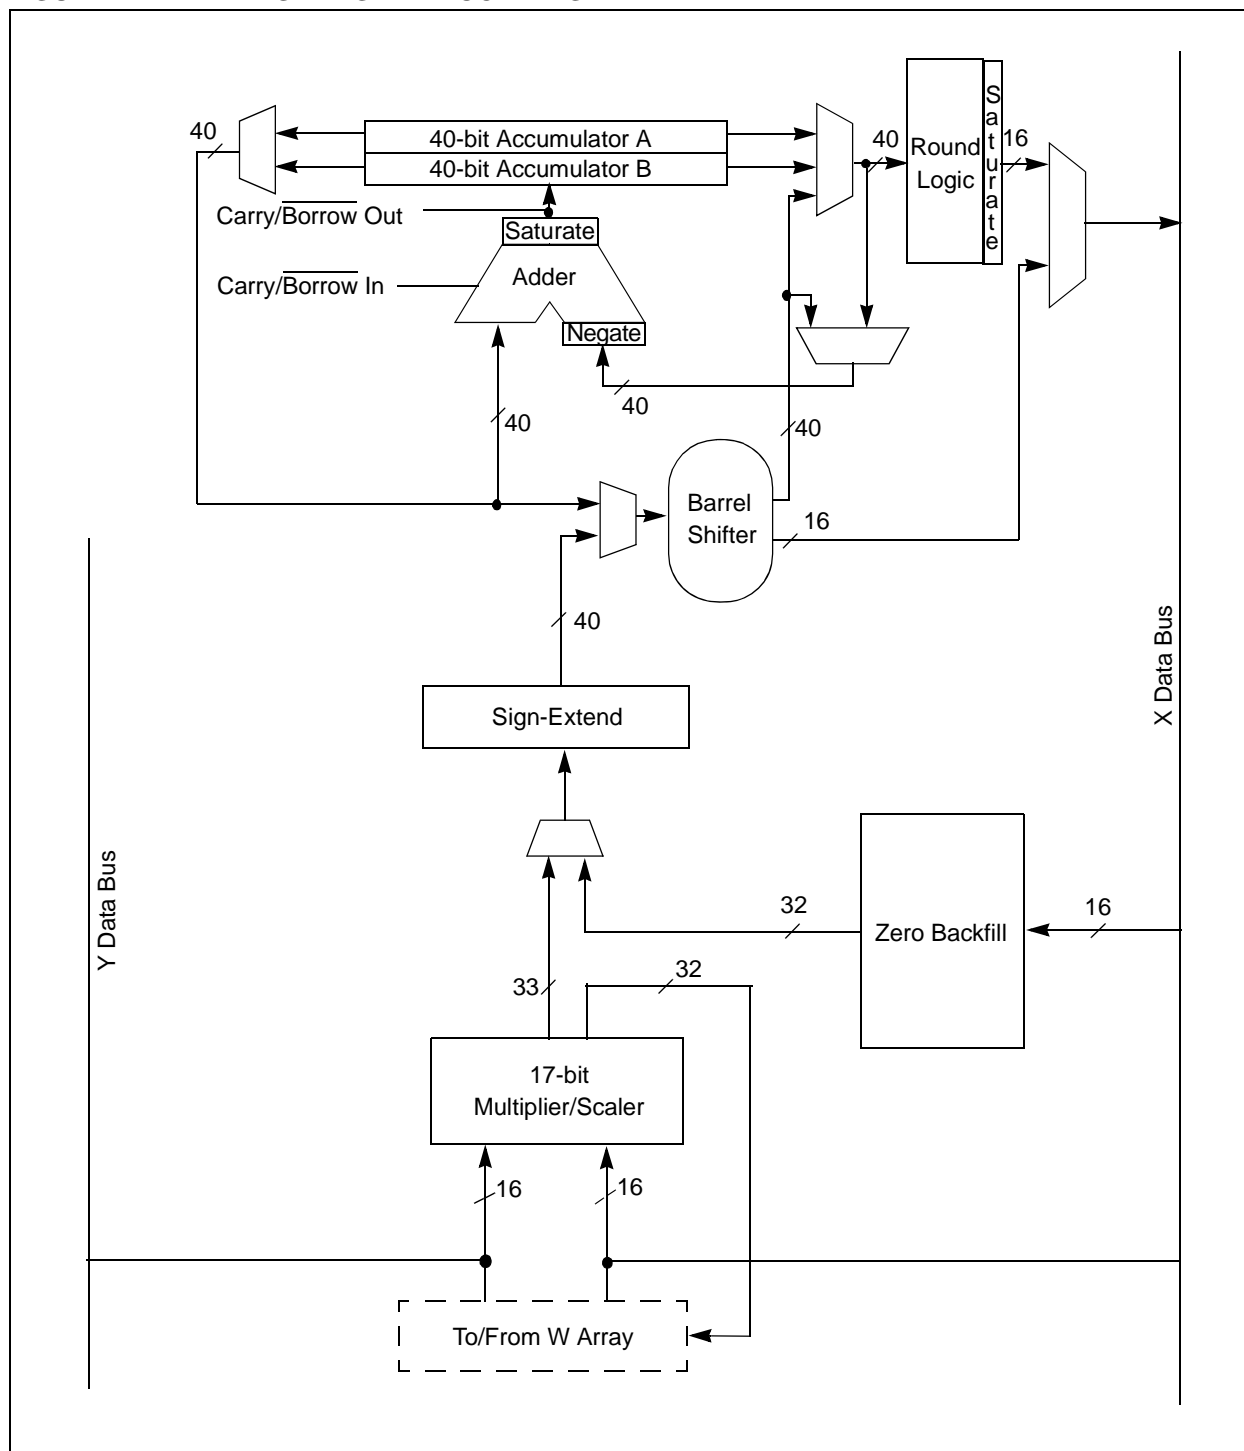 40
40-bit Accumulator A
40-bit Accumulator B
40
Round
Logic
Saturate
16
Carry/Borrow Out
Saturate
Carry/Borrow In
Adder
Negate
40
40
40
Barrel
Shifter
16
40
X Data Bus
Sign-Extend
Y Data Bus
32
Zero Backfill
16
33
32
17-bit
Multiplier/Scaler
16
16
To/From W Array